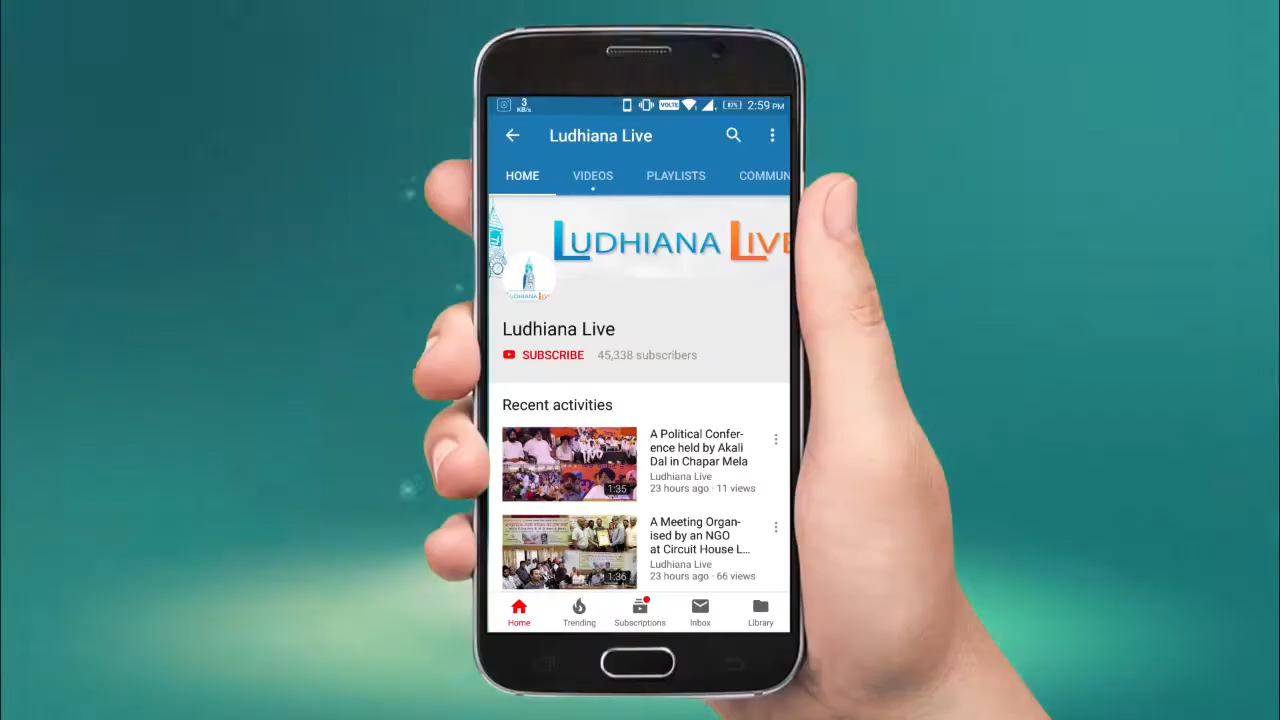 3
KB/s
VOLTE
87%
2:59 PM
Ludhiana Live
HOME
VIDEOS
PLAYLISTS
COMMUN
LUDHIANA LIVE
LUDHIANA LIVE
Ludhiana Live
SUBSCRIBE
45,338 subscribers
Recent activities
A Political Confer-
ence held by Akali
Dal in Chapar Mela
Ludhiana Live
23 hours ago · 11 views
1:35
A Meeting Organ-
ised by an NGO
at Circuit House L...
Ludhiana Live
23 hours ago · 66 views
1:36
Home
Trending
Subscriptions
Inbox
Library